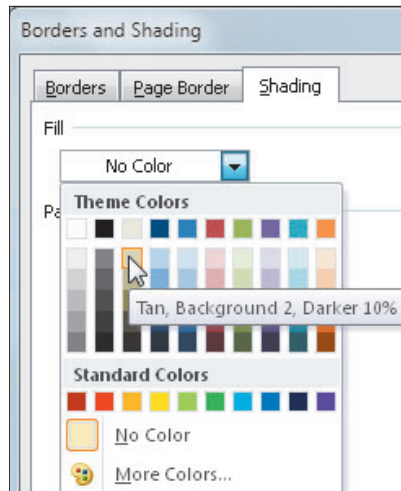 Borders and Shading
Borders Page Border Shading
Fill
No Color
Pa
Theme Colors
Tan, Background 2, Darker 10%
Standard Colors
No Color
More Colors...